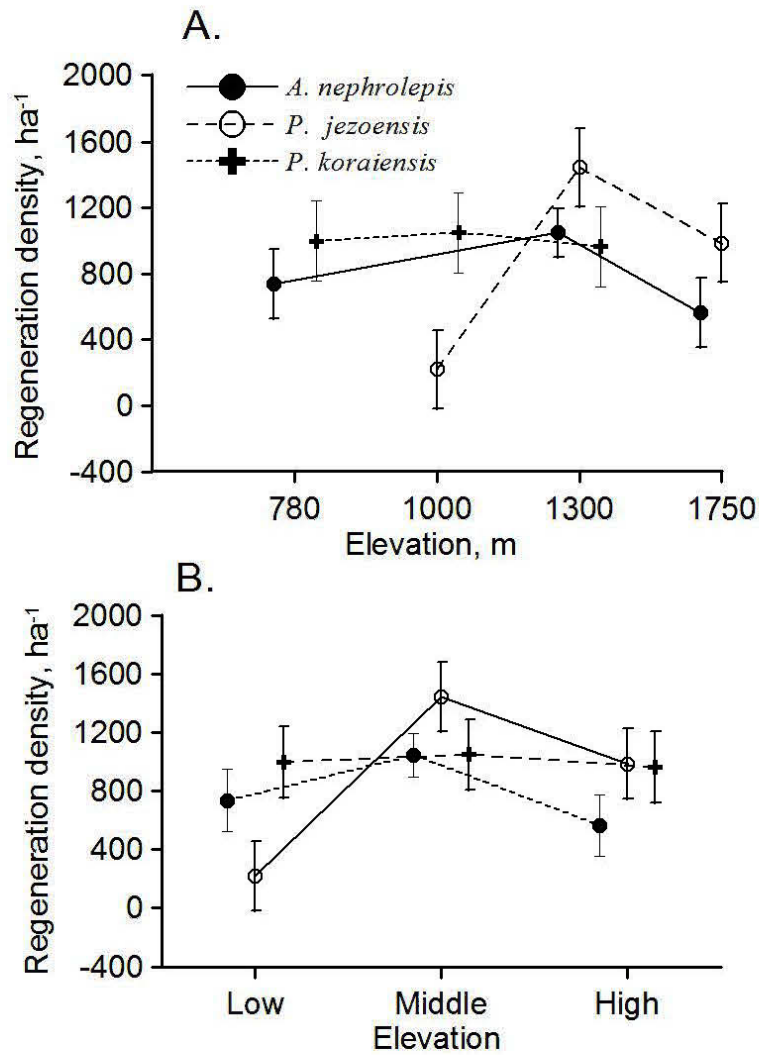 A.
Regeneration density, ha⁻¹
2000
1600
1200
800
400
0
-400
A. nephrolepis
P. jezoensis
P. koraiensis
780 1000 1300 1750
Elevation, m
B.
Regeneration density, ha⁻¹
2000
1600
1200
800
400
0
-400
Low Middle High
Elevation